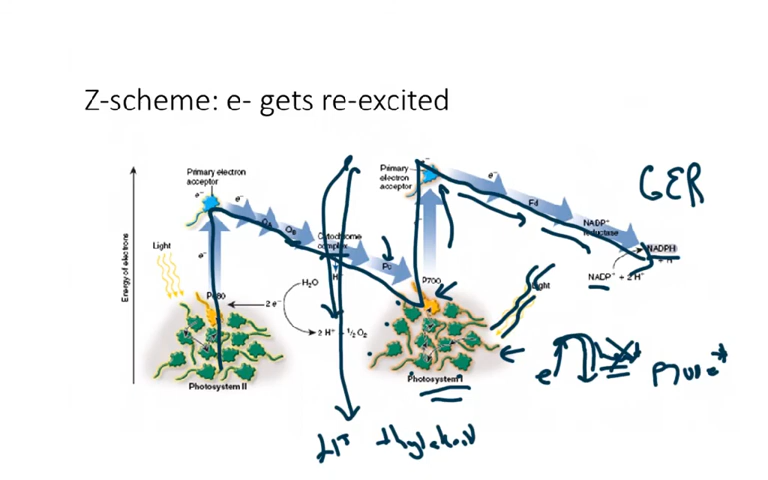 Z-scheme: e- gets re-excited
Primary electron
acceptor
Primary
electron
acceptor
e⁻
e⁻
e⁻
Fd
GER
NADP⁺
reductase
Q
Cytochrome
complex
Light
Energy of electrons
e⁻
Pc
NADPH
+ H⁺
H⁺
H₂O
P700
NADP⁺ + 2 H⁺
Light
P680
2 e⁻
2 H⁺ + ½ O₂
Photosystem II
Photosystem I
e
thylakoid